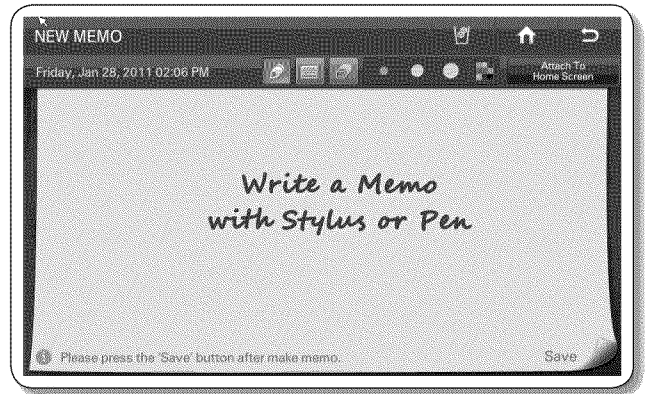 NEW MEMO
Friday, Jan 28, 2011 02:06 PM
Attach To
Home Screen
Write a Memo
with Stylus or Pen
Please press the 'Save' button after make memo.
Save